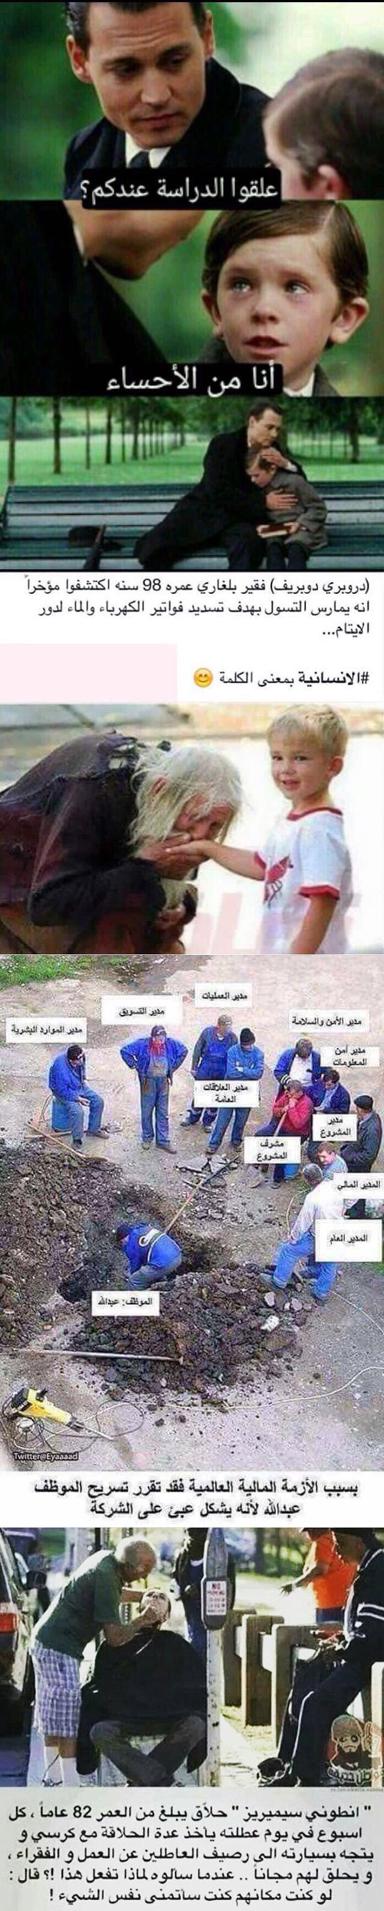 علقوا الدراسة عندكم؟
أنا من الأحساء
(دروبري دوبريف) فقير بلغاري عمره 98 سنه اكتشفوا مؤخراً
انه يمارس التسول بهدف تسديد فواتير الكهرباء والماء لدور
الايتام...
#الانسانية بمعنى الكلمة 😊
مدير العمليات
مدير التسويق
مدير الأمن والسلامة
مدير الموارد البشرية
مدير أمن
المعلومات
مدير العلاقات
العامة
مدير
المشروع
مشرف
المشروع
المدير المالي
المدير العام
الموظف: عبدالله
Twitter@Eyaaaad
بسبب الأزمة المالية العالمية فقد تقرر تسريح الموظف
عبدالله لأنه يشكل عبئ على الشركة
NO
" انطوني سيميريز " حلاّق يبلغ من العمر 82 عاماً ، كل
اسبوع في يوم عطلته ياخذ عدة الحلاقة مع كرسي و
يتجه بسيارته الى رصيف العاطلين عن العمل و الفقراء ،
و يحلق لهم مجاناً .. عندما سألوه لماذا تفعل هذا !؟ قال :
لو كنت مكانهم كنت ساتمنى نفس الشيء !